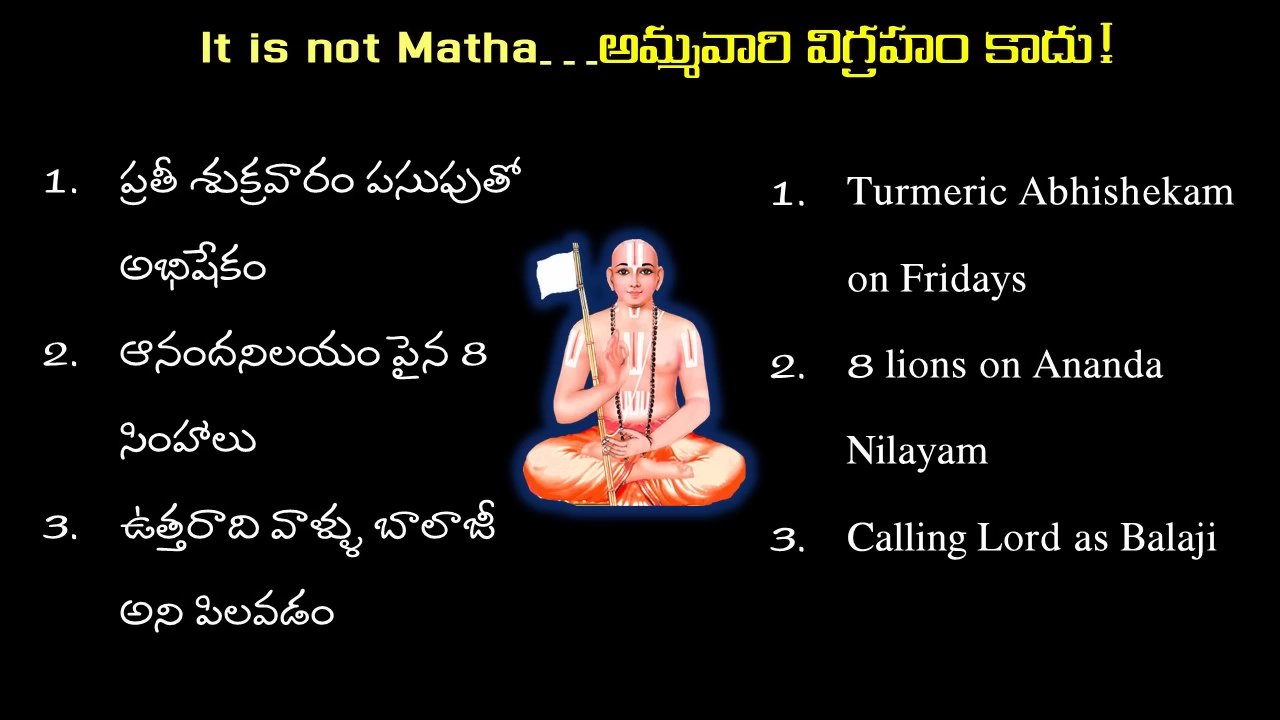 It is not Matha...అమ్మవారి విగ్రహం కాదు!
1. ప్రతీ శుక్రవారం పసుపుతో
అభిషేకం
2. ఆనందనిలయం పైన 8
సింహాలు
3. ఉత్తరాది వాళ్ళు బాలాజీ
అని పిలవడం
1. Turmeric Abhishekam
on Fridays
2. 8 lions on Ananda
Nilayam
3. Calling Lord as Balaji